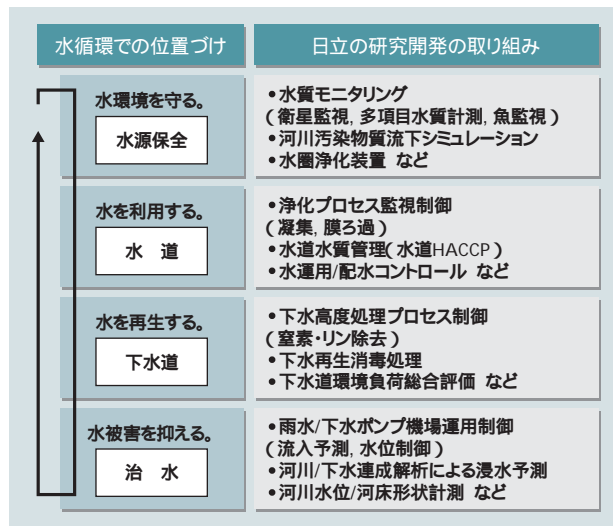 水循環での位置づけ
日立の研究開発の取り組み
水環境を守る。
水源保全
•水質モニタリング
(衛星監視, 多項目水質計測, 魚監視)
•河川汚染物質流下シミュレーション
•水圏浄化装置 など
水を利用する。
水 道
•浄化プロセス監視制御
(凝集, 膜ろ過)
•水道水質管理(水道HACCP)
•水運用/配水コントロール など
水を再生する。
下水道
•下水高度処理プロセス制御
(窒素・リン除去)
•下水再生消毒処理
•下水道環境負荷総合評価 など
水被害を抑える。
治 水
•雨水/下水ポンプ機場運用制御
(流入予測, 水位制御)
•河川/下水連成解析による浸水予測
•河川水位/河床形状計測 など